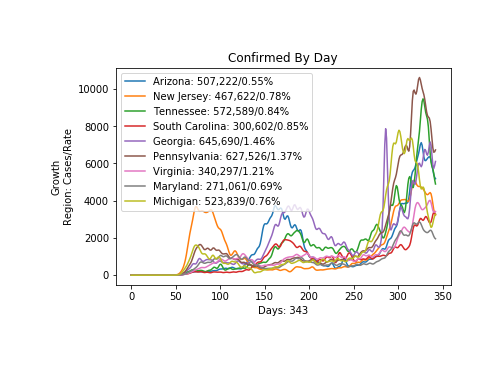 Confirmed By Day
Growth
Region: Cases/Rate
10000
8000
6000
4000
2000
0
Arizona: 507,222/0.55%
New Jersey: 467,622/0.78%
Tennessee: 572,589/0.84%
South Carolina: 300,602/0.85%
Georgia: 645,690/1.46%
Pennsylvania: 627,526/1.37%
Virginia: 340,297/1.21%
Maryland: 271,061/0.69%
Michigan: 523,839/0.76%
0 50 100 150 200 250 300 350
Days: 343